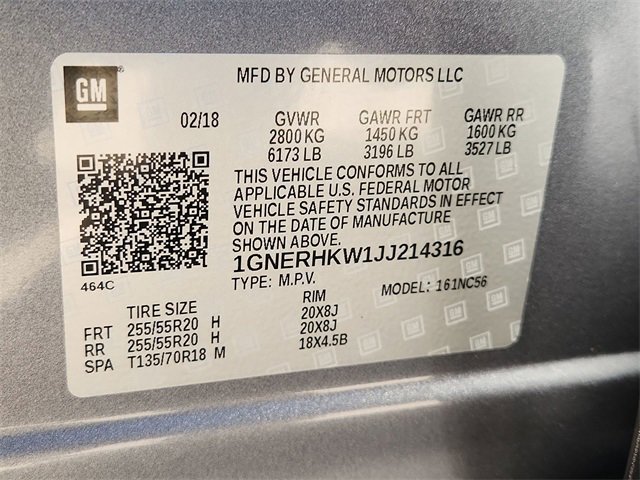 GM
MFD BY GENERAL MOTORS LLC
02/18 GVWR GAWR FRT GAWR RR
2800 KG 1450 KG 1600 KG
6173 LB 3196 LB 3527 LB
THIS VEHICLE CONFORMS TO ALL
APPLICABLE U.S. FEDERAL MOTOR
VEHICLE SAFETY STANDARDS IN EFFECT
ON THE DATE OF MANUFACTURE
SHOWN ABOVE.
1GNERHKW1JJ214316
464C
TYPE: M.P.V. MODEL: 161NC56
TIRE SIZE RIM
FRT 255/55R20 H 20X8J
RR 255/55R20 H 20X8J
SPA T135/70R18 M 18X4.5B